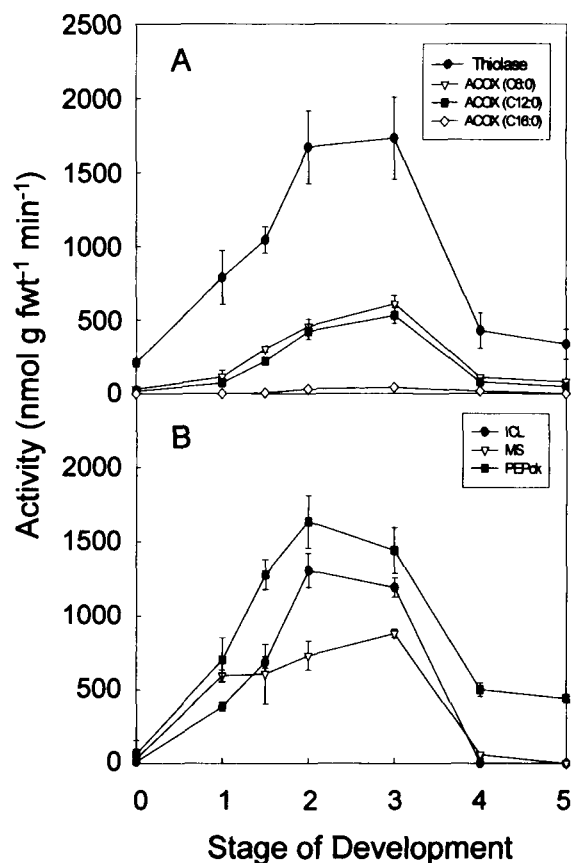 Activity (nmol g fwt⁻¹ min⁻¹)
A
2500
2000
1500
1000
500
0
Thiolase
ACOX (C6:0)
ACOX (C12:0)
ACOX (C16:0)
B
2000
1500
1000
500
0
ICL
MS
PEPck
0 1 2 3 4 5
Stage of Development